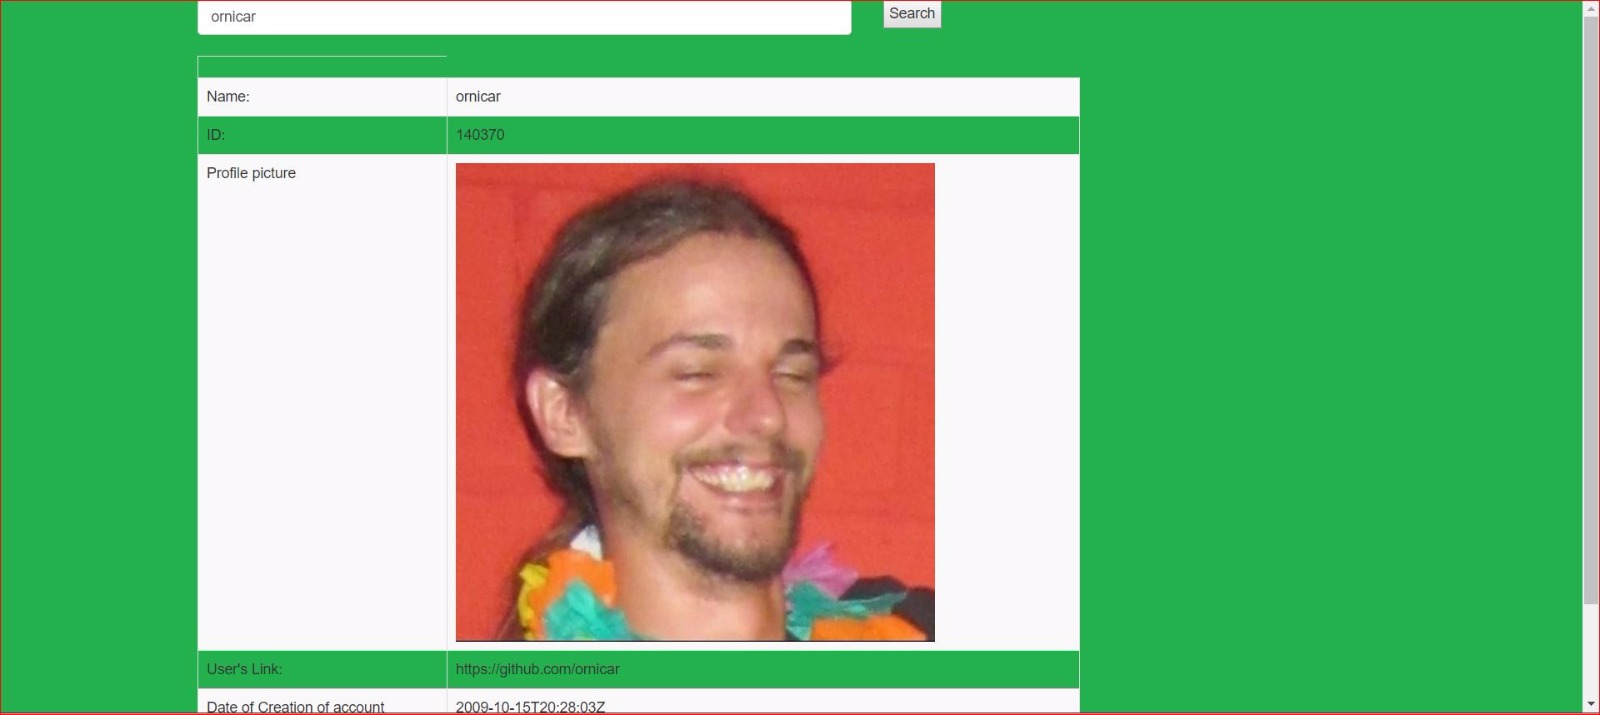 ornicar
Search
Name:
ornicar
ID:
140370
Profile picture
User's Link:
https://github.com/ornicar
Date of Creation of account
2009-10-15T20:28:03Z